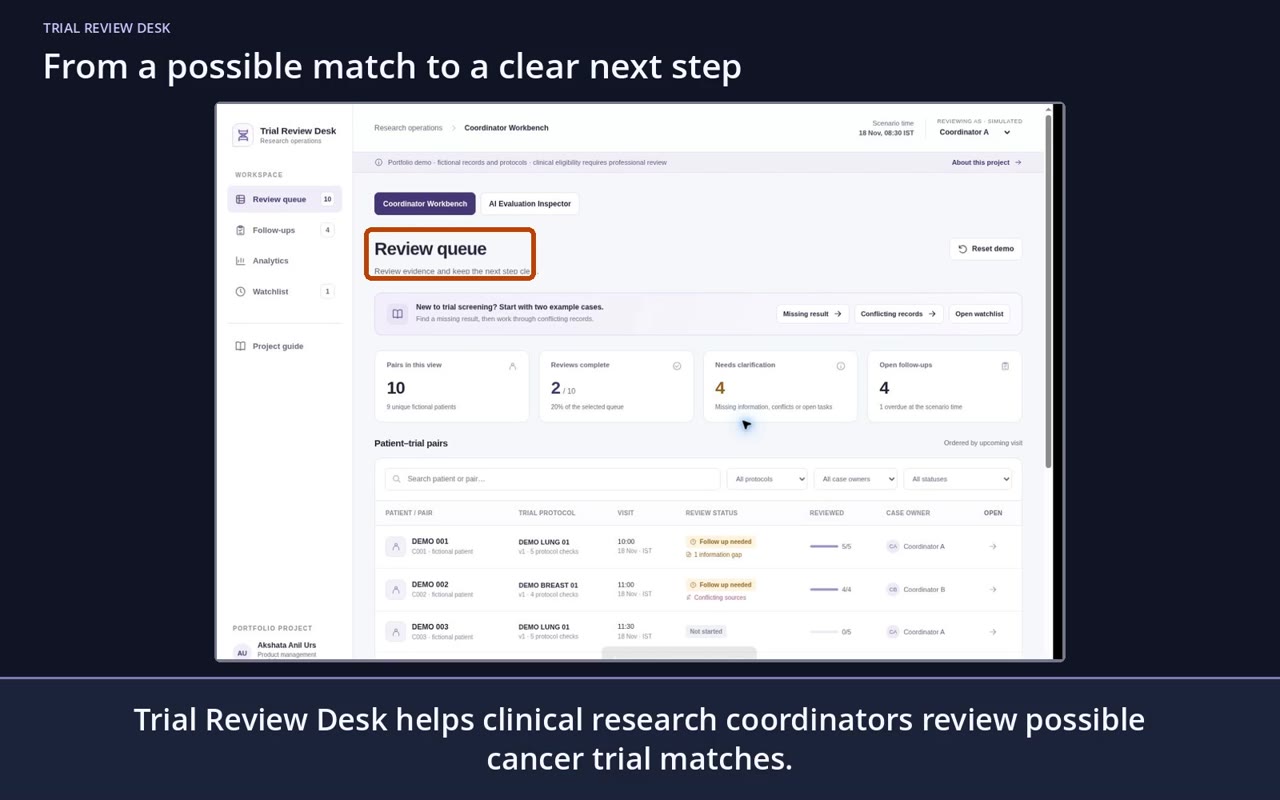 TRIAL REVIEW DESK
From a possible match to a clear next step
Trial Review Desk
Research operations
WORKSPACE
Review queue 10
Follow-ups 4
Analytics
Watchlist 1
Project guide
PORTFOLIO PROJECT
AU
Akshata Anil Urs
Product management
Research operations > Coordinator Workbench
Scenario time
18 Nov, 08:30 IST
REVIEWING AS · SIMULATED
Coordinator A
Portfolio demo · fictional records and protocols · clinical eligibility requires professional review
About this project →
Coordinator Workbench
AI Evaluation Inspector
Review queue
Review evidence and keep the next step
Reset demo
New to trial screening? Start with two example cases.
Find a missing result, then work through conflicting records.
Missing result →
Conflicting records →
Open watchlist
Pairs in this view
10
9 unique fictional patients
Reviews complete
2 / 10
20% of the selected queue
Needs clarification
4
Missing information, conflicts or open tasks
Open follow-ups
4
1 overdue at the scenario time
Patient–trial pairs
Ordered by upcoming visit
Search patient or pair…
All protocols
All case owners
All statuses
PATIENT / PAIR TRIAL PROTOCOL VISIT REVIEW STATUS REVIEWED CASE OWNER OPEN
DEMO 001 DEMO LUNG 01 10:00 Follow up needed 5/5 CA Coordinator A →
C001 · fictional patient v1 · 5 protocol checks 18 Nov · IST 1 information gap
DEMO 002 DEMO BREAST 01 11:00 Follow up needed 4/4 CB Coordinator B →
C002 · fictional patient v1 · 4 protocol checks 18 Nov · IST Conflicting sources
DEMO 003 DEMO LUNG 01 11:30 Not started 0/5 CA Coordinator A →
C003 · fictional patient v1 · 5 protocol checks 18 Nov · IST
Trial Review Desk helps clinical research coordinators review possible
cancer trial matches.